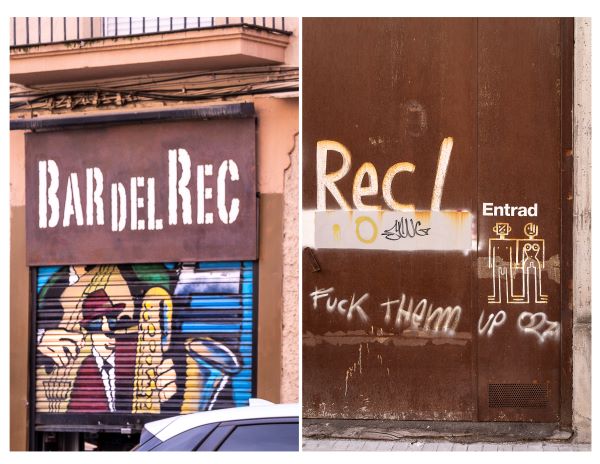 BAR DEL REC
Rec!
Entrad
FUCK THEM UP